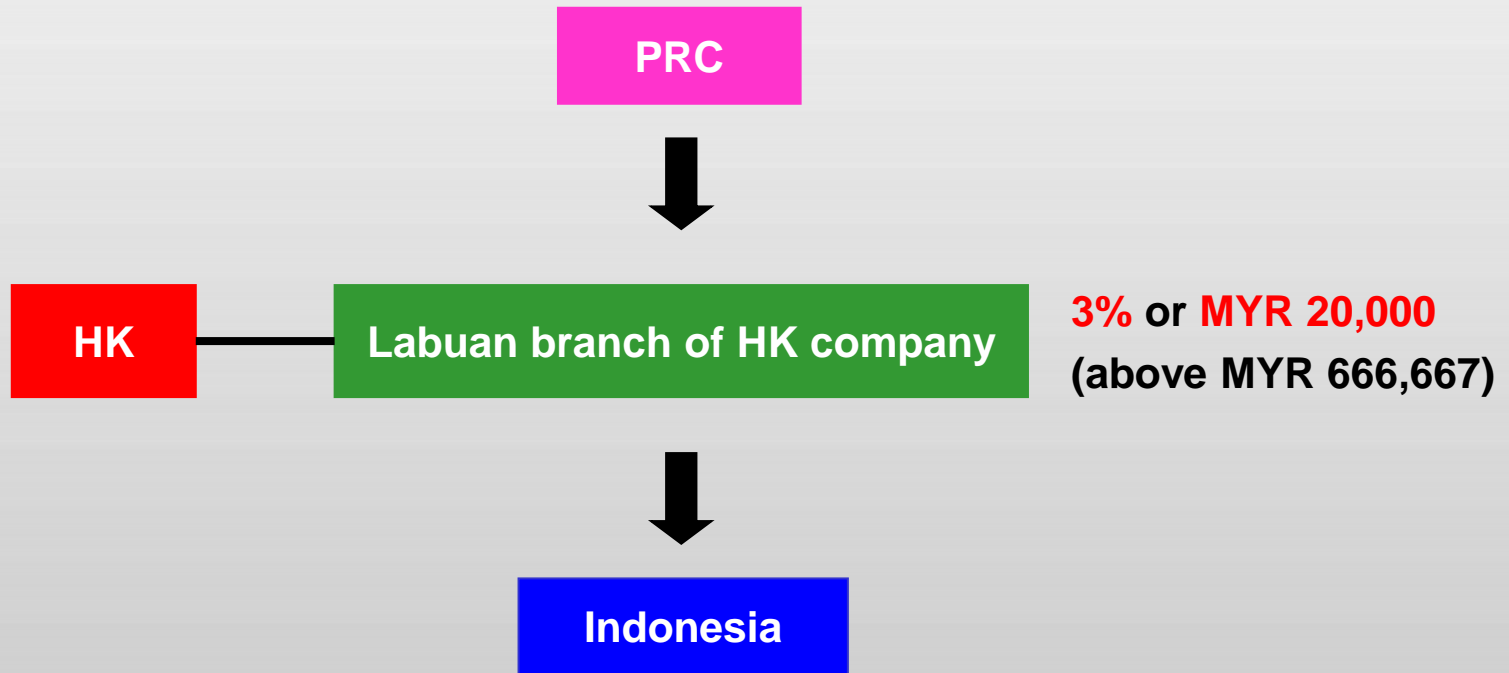 PRC
HK
Labuan branch of HK company
3% or MYR 20,000
(above MYR 666,667)
Indonesia